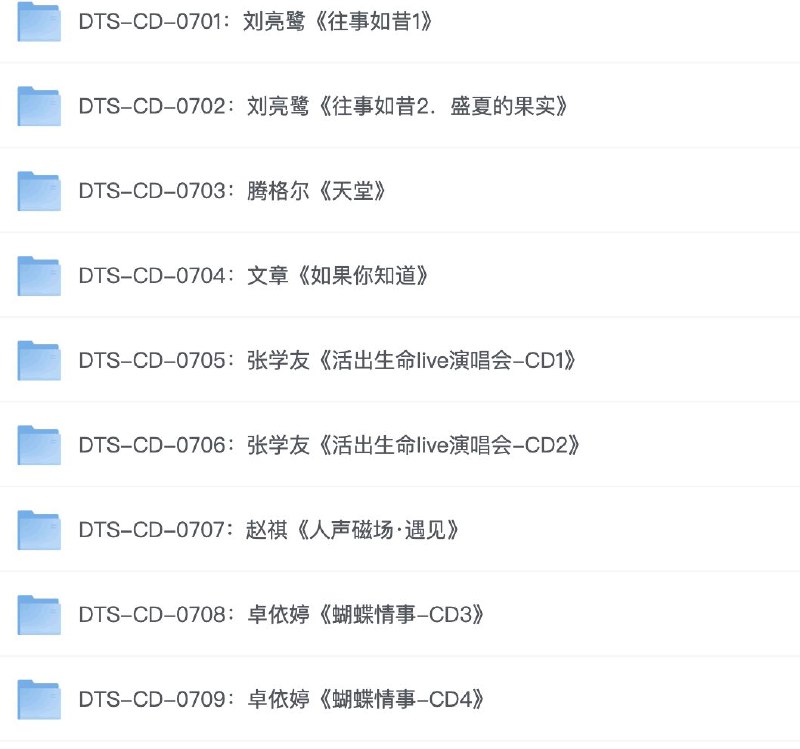 DTS-CD-0701：刘亮鹭《往事如昔1》
DTS-CD-0702：刘亮鹭《往事如昔2．盛夏的果实》
DTS-CD-0703：腾格尔《天堂》
DTS-CD-0704：文章《如果你知道》
DTS-CD-0705：张学友《活出生命live演唱会-CD1》
DTS-CD-0706：张学友《活出生命live演唱会-CD2》
DTS-CD-0707：赵祺《人声磁场·遇见》
DTS-CD-0708：卓依婷《蝴蝶情事-CD3》
DTS-CD-0709：卓依婷《蝴蝶情事-CD4》